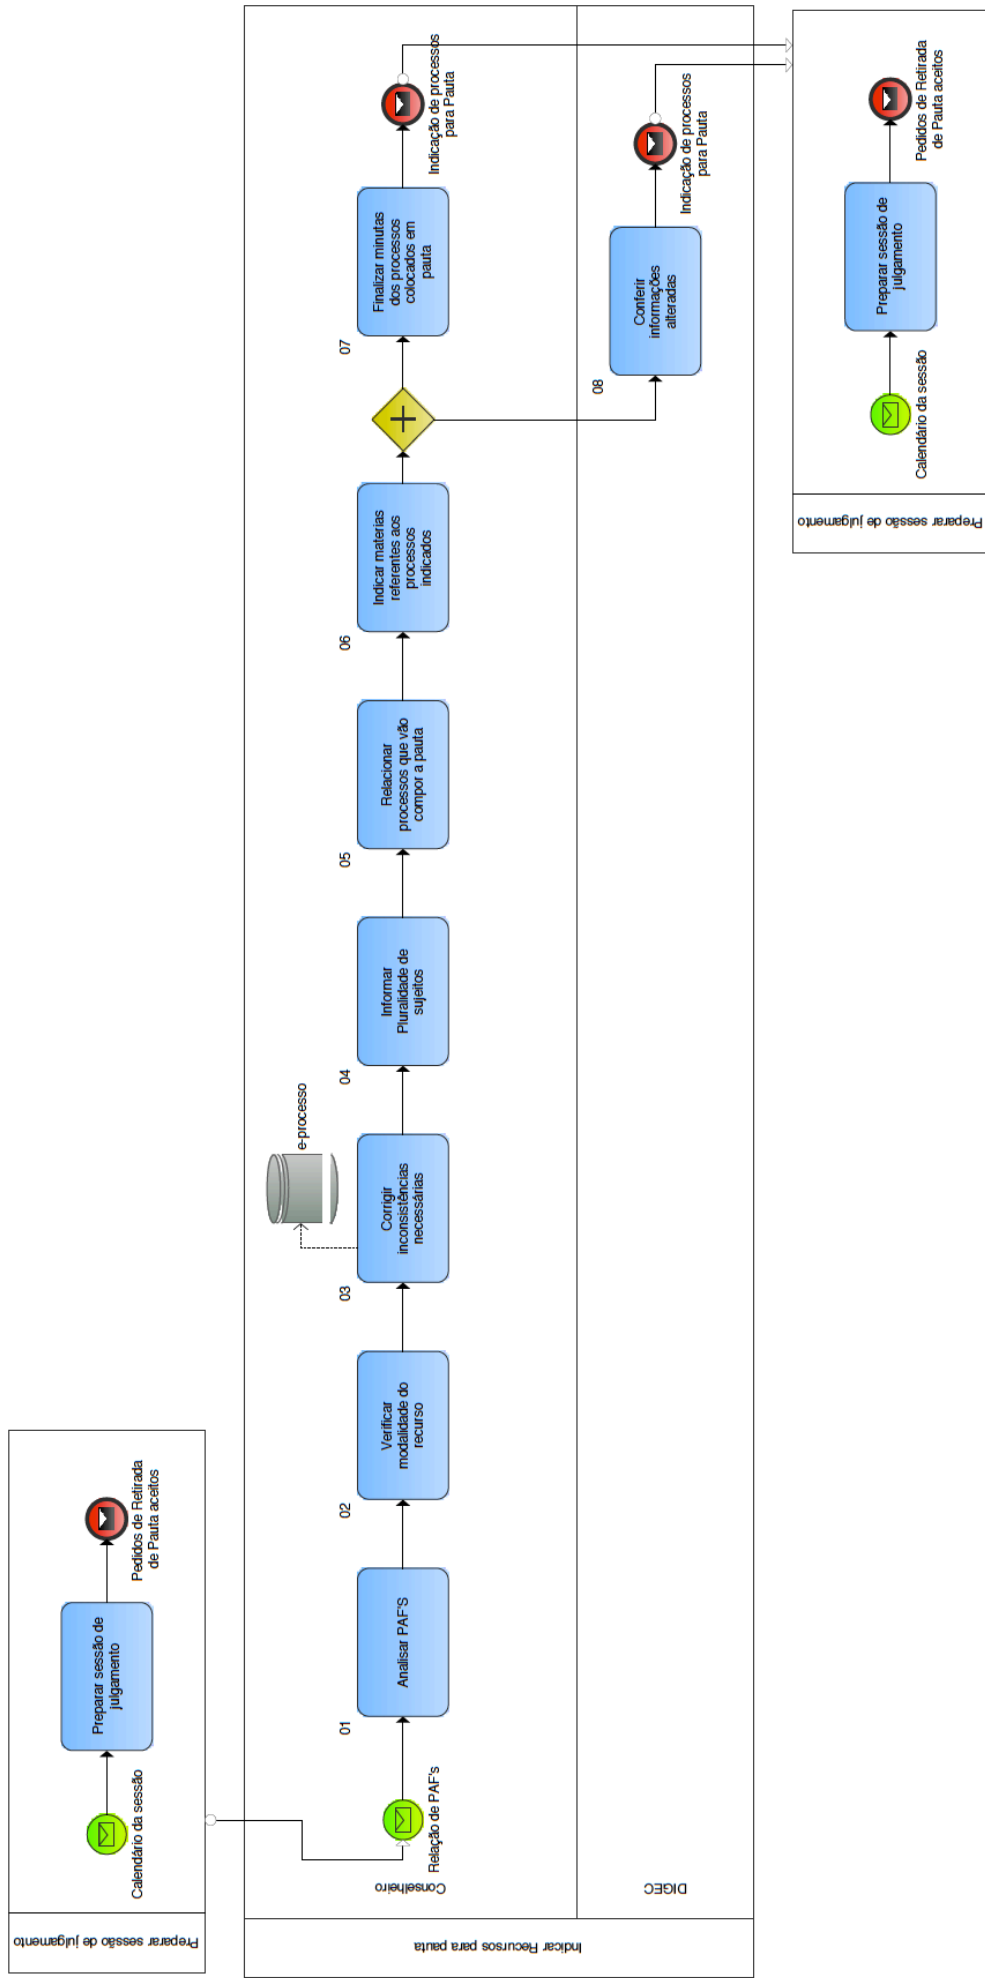 Preparar sessão de julgamento
Calendário da sessão
Preparar sessão de
julgamento
Pedidos de Retirada
de Pauta aceitos
Indicar Recursos para pauta
Conselheiro
Relação de PAF's
01
Analisar PAF'S
02
Verificar
modalidade do
recurso
03
Corrigir
inconsistências
necessárias
e-processo
04
Informar
Pluralidade de
sujeitos
05
Relacionar
processos que vão
compor a pauta
06
Indicar materias
referentes aos
processos
indicados
07
Finalizar minutas
dos processos
colocados em
pauta
Indicação de processos
para Pauta
DIGEC
08
Conferir
informações
alteradas
Indicação de processos
para Pauta
Preparar sessão de julgamento
Calendário da sessão
Preparar sessão de
julgamento
Pedidos de Retirada
de Pauta aceitos